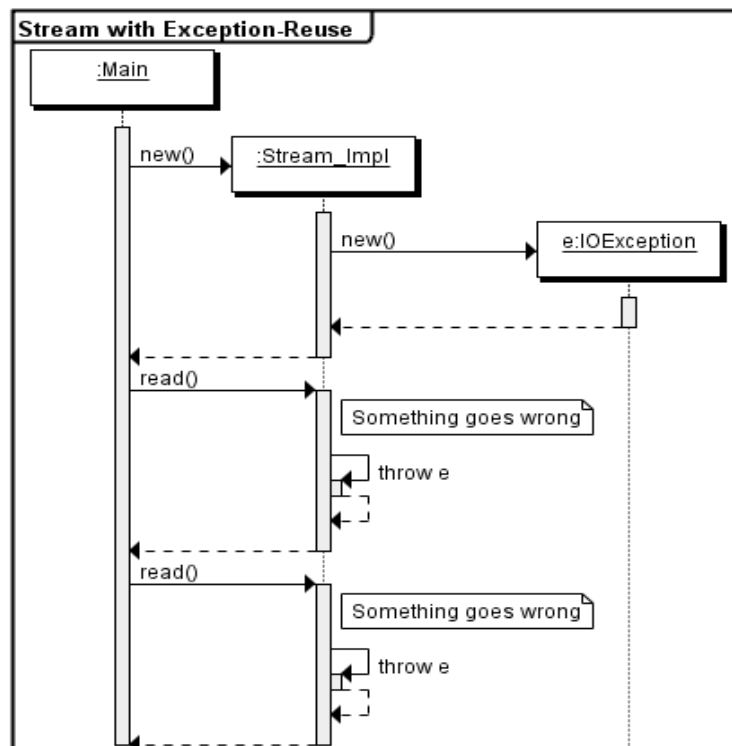 Stream with Exception-Reuse
:Main
new()
:Stream_Impl
new()
e:IOException
read()
Something goes wrong
throw e
read()
Something goes wrong
throw e